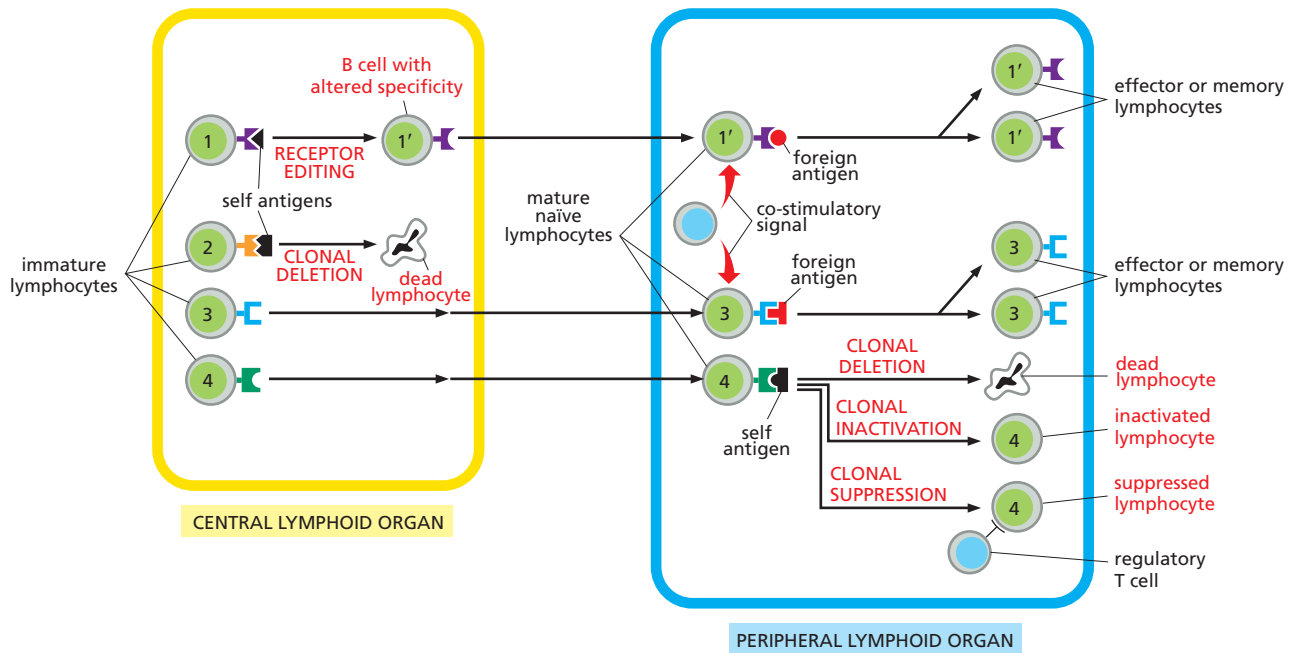 B cell with
altered specificity
1
RECEPTOR
EDITING
1′
self antigens
2
CLONAL
DELETION
dead
lymphocyte
immature
lymphocytes
3
4
CENTRAL LYMPHOID ORGAN
1′
foreign
antigen
mature
naïve
lymphocytes
co-stimulatory
signal
foreign
antigen
3
4
self
antigen
1′
1′
effector or memory
lymphocytes
3
3
effector or memory
lymphocytes
CLONAL
DELETION
dead
lymphocyte
CLONAL
INACTIVATION
4
inactivated
lymphocyte
CLONAL
SUPPRESSION
4
suppressed
lymphocyte
regulatory
T cell
PERIPHERAL LYMPHOID ORGAN